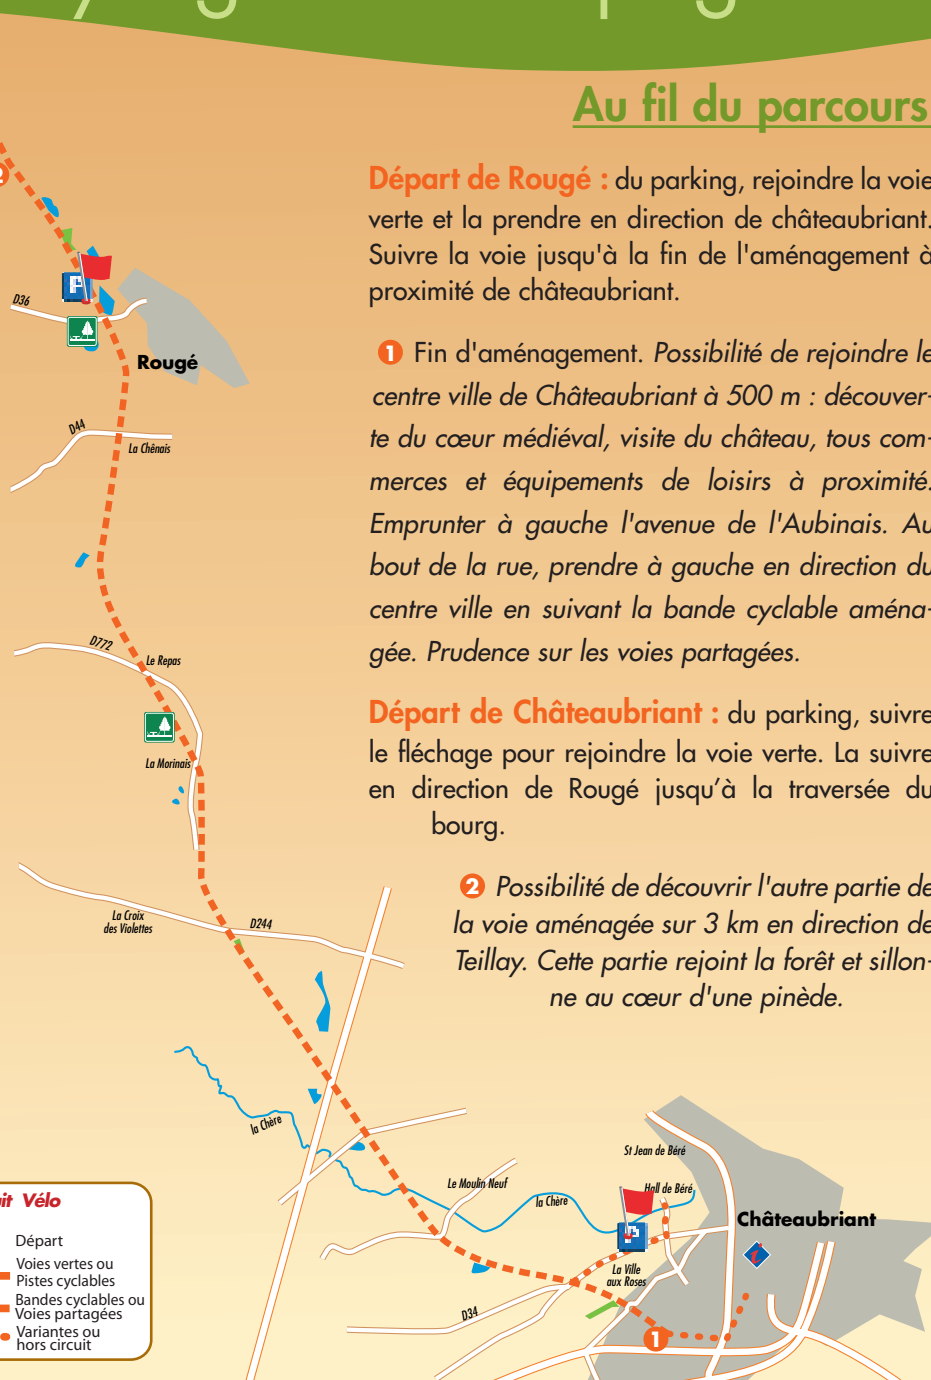 Au fil du parcours
Départ de Rougé : du parking, rejoindre la voie
verte et la prendre en direction de châteaubriant.
Suivre la voie jusqu'à la fin de l'aménagement à
proximité de châteaubriant.
1 Fin d'aménagement. Possibilité de rejoindre le
centre ville de Châteaubriant à 500 m : découver-
te du cœur médiéval, visite du château, tous com-
merces et équipements de loisirs à proximité.
Emprunter à gauche l'avenue de l'Aubinais. Au
bout de la rue, prendre à gauche en direction du
centre ville en suivant la bande cyclable aména-
gée. Prudence sur les voies partagées.
Départ de Châteaubriant : du parking, suivre
le fléchage pour rejoindre la voie verte. La suivre
en direction de Rougé jusqu’à la traversée du
bourg.
2 Possibilité de découvrir l'autre partie de
la voie aménagée sur 3 km en direction de
Teillay. Cette partie rejoint la forêt et sillon-
ne au cœur d'une pinède.
2
P
D36
Rougé
D44
La Chênais
D772
Le Repas
La Morinais
La Croix
des Violettes
D244
la Chère
St Jean de Béré
Le Moulin Neuf
la Chère
Hall de Béré
P
Châteaubriant
i
La Ville
aux Roses
D34
1
it Vélo
Départ
Voies vertes ou
Pistes cyclables
Bandes cyclables ou
Voies partagées
Variantes ou
hors circuit